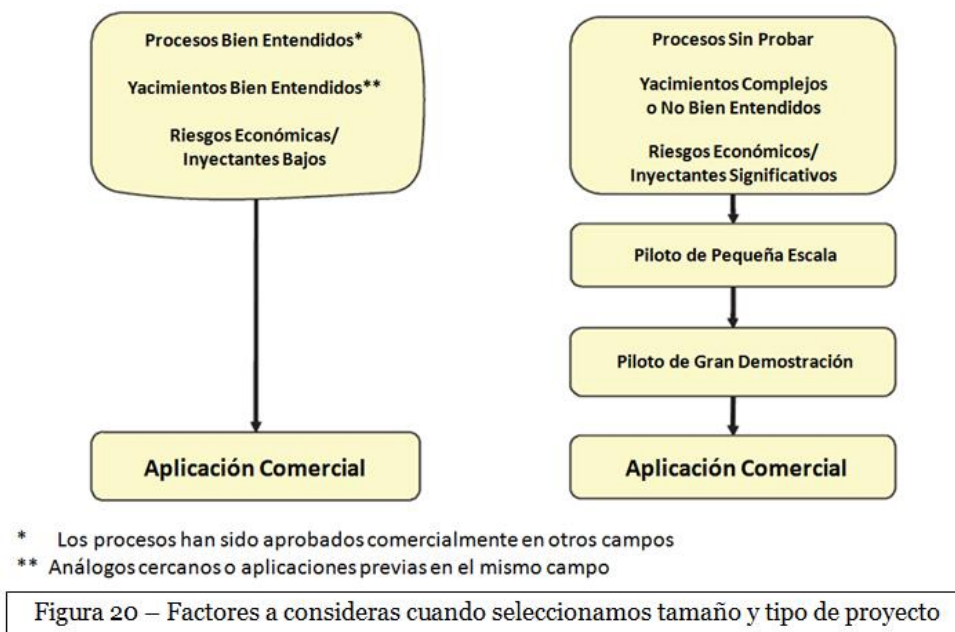 Procesos Bien Entendidos*
Yacimientos Bien Entendidos**
Riesgos Económicas/
Inyectantes Bajos
Aplicación Comercial
Procesos Sin Probar
Yacimientos Complejos
o No Bien Entendidos
Riesgos Económicos/
Inyectantes Significativos
Piloto de Pequeña Escala
Piloto de Gran Demostración
Aplicación Comercial
* Los procesos han sido aprobados comercialmente en otros campos
** Análogos cercanos o aplicaciones previas en el mismo campo
Figura 20 – Factores a consideras cuando seleccionamos tamaño y tipo de proyecto